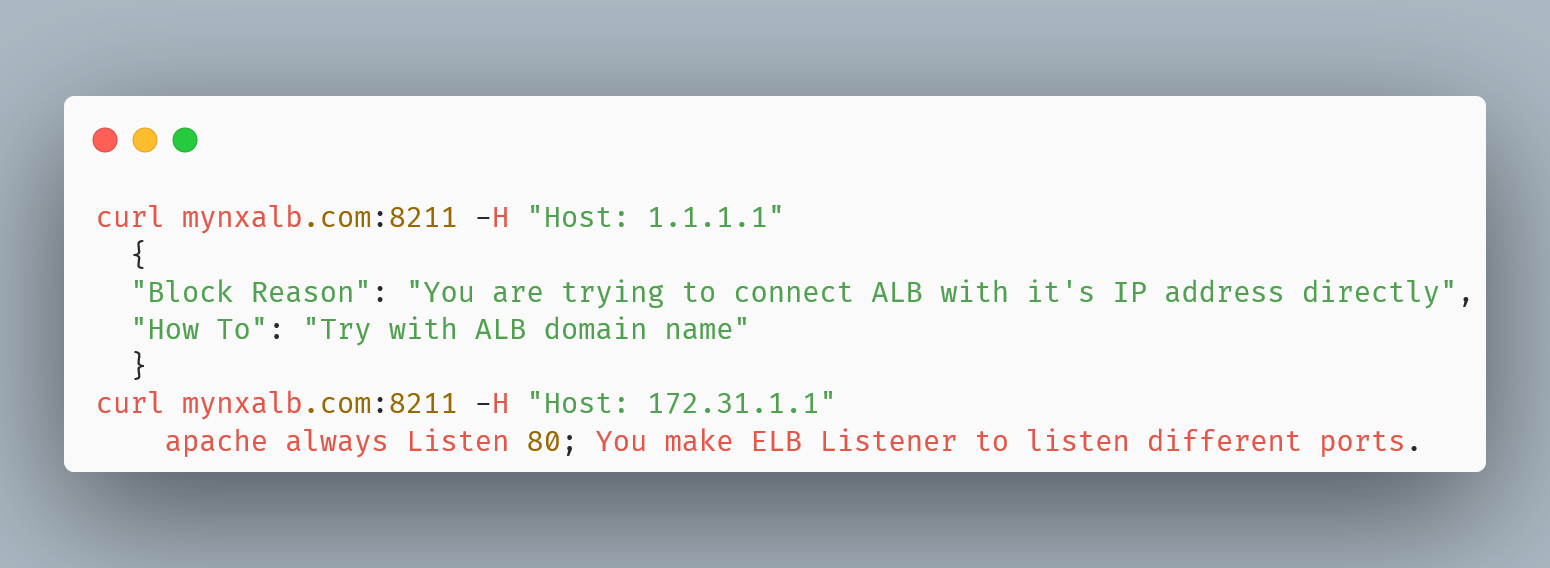 curl mynxalb.com:8211 -H "Host: 1.1.1.1"
{
"Block Reason": "You are trying to connect ALB with it's IP address directly",
"How To": "Try with ALB domain name"
}
curl mynxalb.com:8211 -H "Host: 172.31.1.1"
apache always Listen 80; You make ELB Listener to listen different ports.